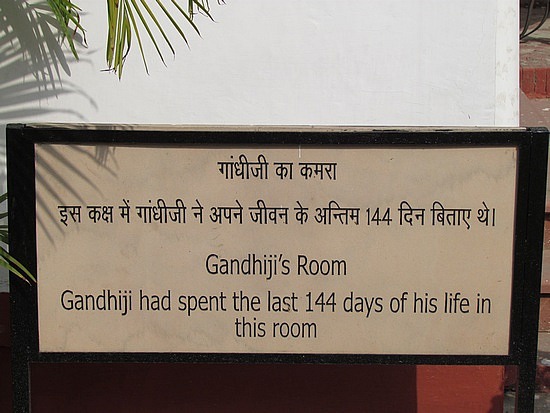 गांधीजी का कमरा
इस कक्ष में गांधीजी ने अपने जीवन के अन्तिम 144 दिन बिताए थे।
Gandhiji's Room
Gandhiji had spent the last 144 days of his life in
this room